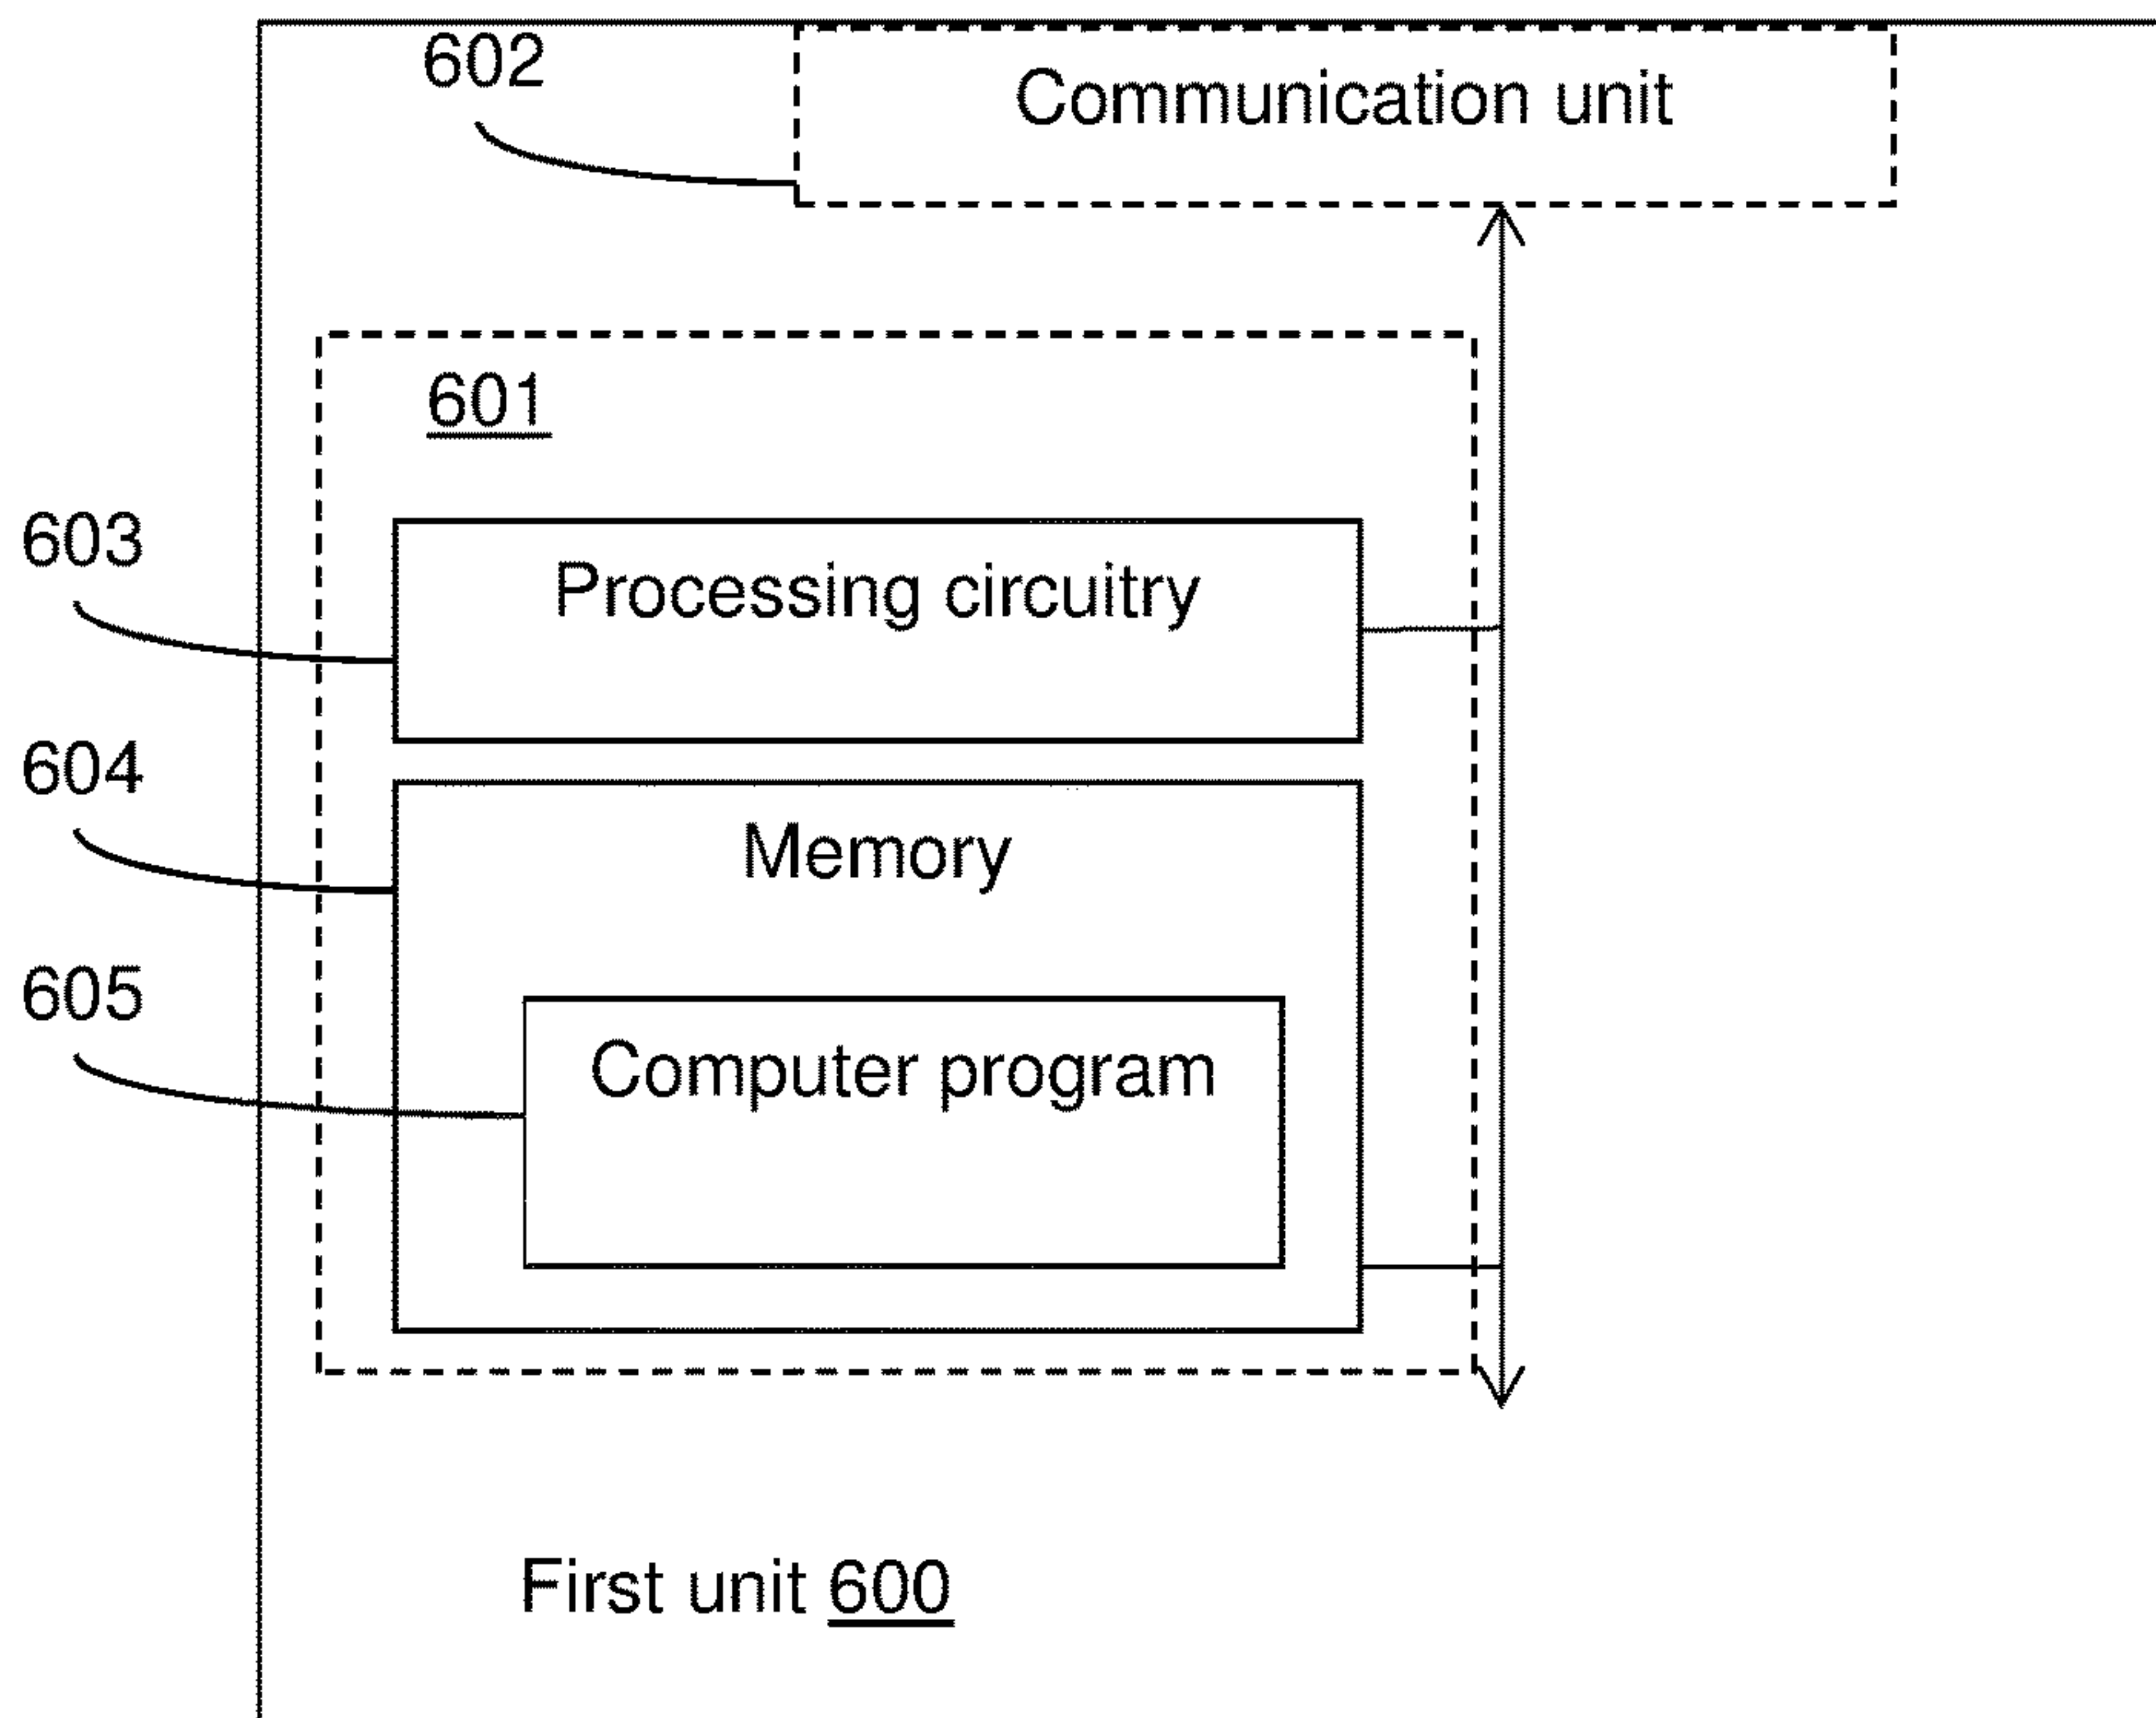 602
Communication unit
601
603
Processing circuitry
604
Memory
605
Computer program
First unit 600